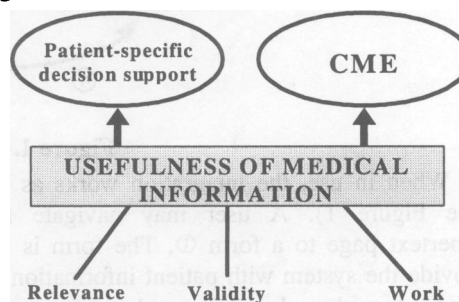 Patient-specific
decision support
CME
USEFULNESS OF MEDICAL
INFORMATION
Relevance
Validity
Work